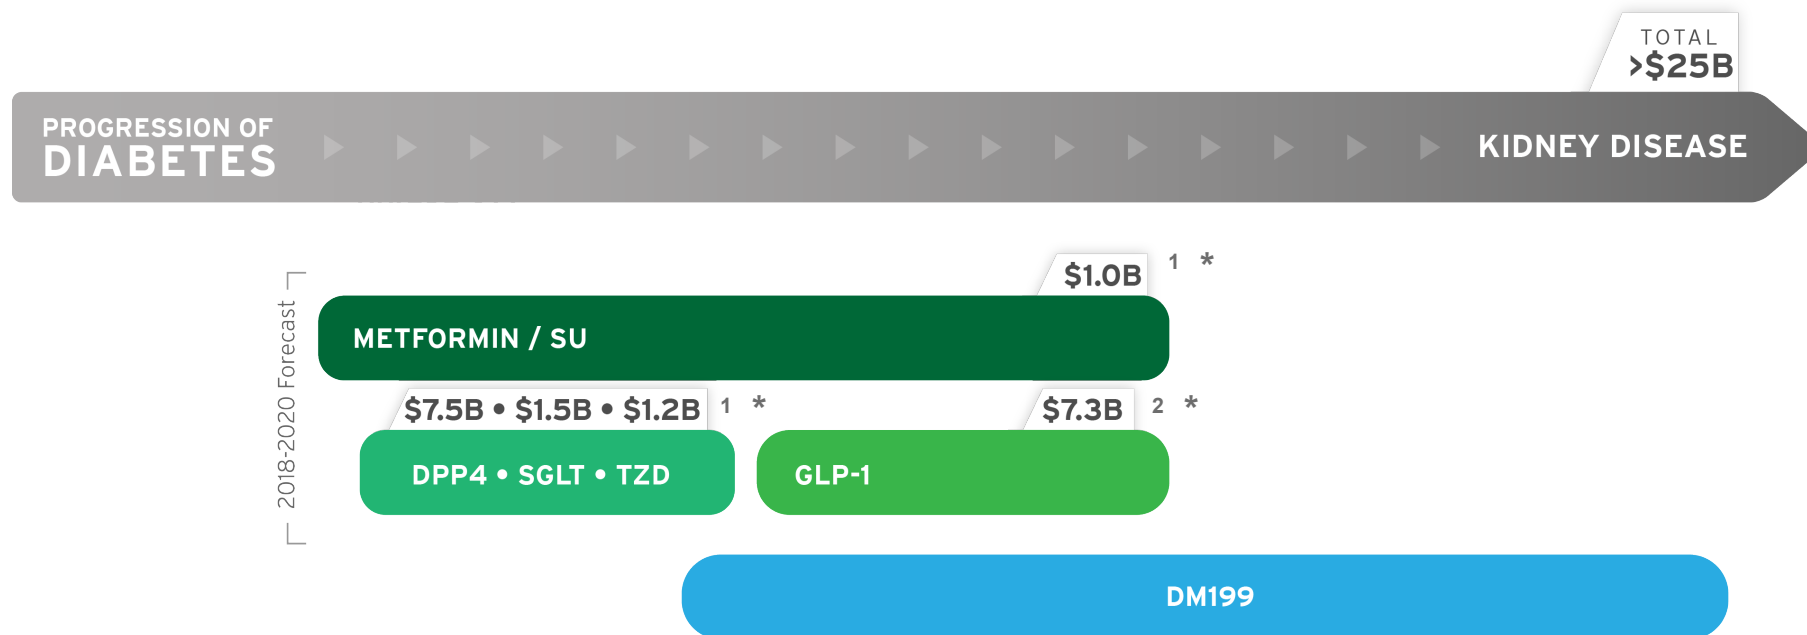 TOTAL
>$25B
PROGRESSION OF
DIABETES
KIDNEY DISEASE
2018-2020 Forecast
$1.0B 1 *
METFORMIN / SU
$7.5B • $1.5B • $1.2B 1 *
$7.3B 2 *
DPP4 • SGLT • TZD
GLP-1
DM199